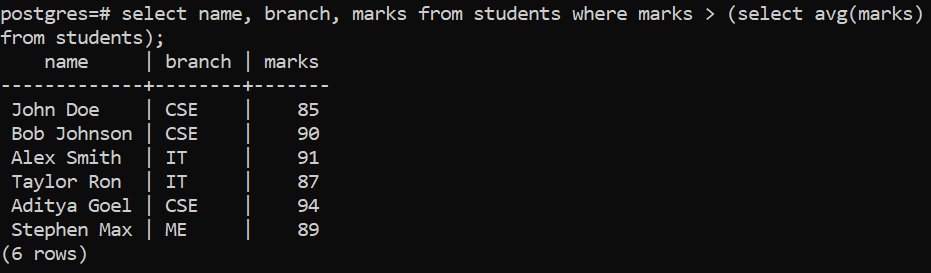 postgres=# select name, branch, marks from students where marks > (select avg(marks)
from students);
    name     | branch | marks
-------------+--------+-------
 John Doe    | CSE    |    85
 Bob Johnson | CSE    |    90
 Alex Smith  | IT     |    91
 Taylor Ron  | IT     |    87
 Aditya Goel | CSE    |    94
 Stephen Max | ME     |    89
(6 rows)